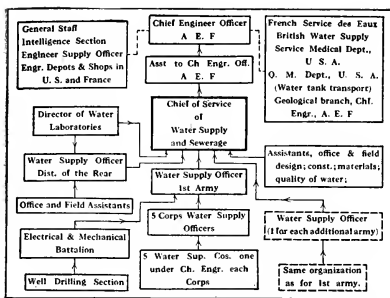 General Staff
Intelligence Section
Engineer Supply Officer
Engr. Depots & Shops in
U. S. and France
Chief Engineer Officer
A. E. F
French Service des Eaux
British Water Supply
Service Medical Dept.,
U. S. A.
Q. M. Dept., U. S. A.
(Water tank transport)
Geological branch, Chf.
Engr., A. E. F
Asst to Ch Engr. Off.
A. E. F
Chief of Service
of
Water Supply
and Sewerage
Director of Water
Laboratories
Water Supply Officer
Dist. of the Rear
Office and Field Assistants
Water Supply Officer
1st Army
Assistants, office & field
design; const.; materials;
quality of water;
Electrical & Mechanical
Battalion
Well Drilling Section
5 Corps Water Supply
Officers
5 Water Sup. Cos. one
under Ch. Engr. each
Corps
Water Supply Officer
(1 for each additional army)
Same organization
as for 1st. army.